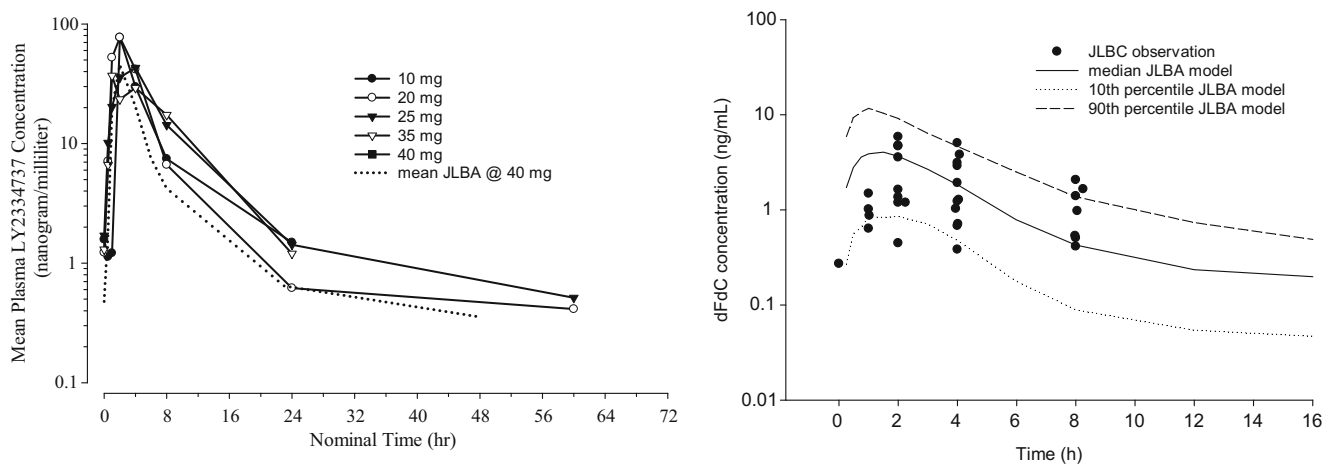 Mean Plasma LY2334737 Concentration
(nanogram/milliliter)
100
10
1
0.1
10 mg
20 mg
25 mg
35 mg
40 mg
mean JLBA @ 40 mg
0 8 16 24 32 40 48 56 64 72
Nominal Time (hr)
dFdC concentration (ng/mL)
100
10
1
0.1
0.01
JLBC observation
median JLBA model
10th percentile JLBA model
90th percentile JLBA model
0 2 4 6 8 10 12 14 16
Time (h)